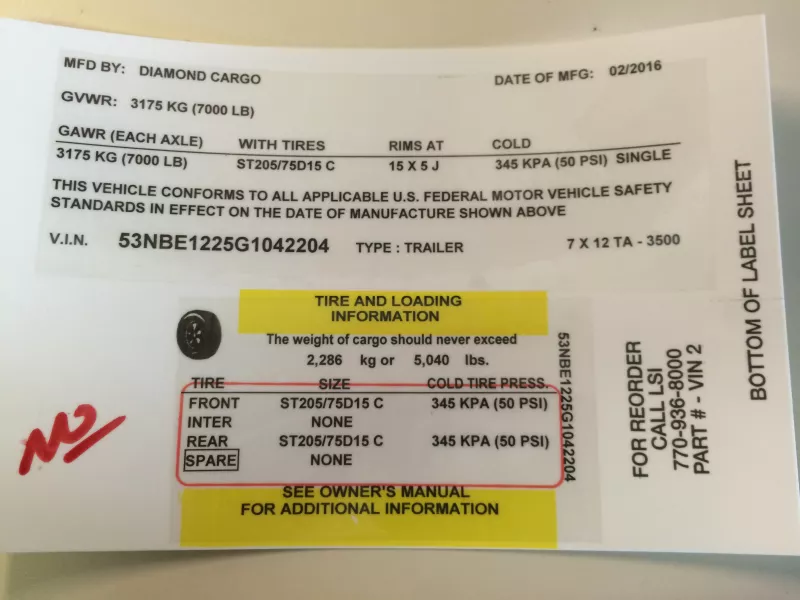 MFD BY: DIAMOND CARGO
DATE OF MFG: 02/2016
GVWR: 3175 KG (7000 LB)
GAWR (EACH AXLE) WITH TIRES RIMS AT COLD
3175 KG (7000 LB) ST205/75D15 C 15 X 5 J 345 KPA (50 PSI) SINGLE
THIS VEHICLE CONFORMS TO ALL APPLICABLE U.S. FEDERAL MOTOR VEHICLE SAFETY
STANDARDS IN EFFECT ON THE DATE OF MANUFACTURE SHOWN ABOVE
V.I.N. 53NBE1225G1042204 TYPE : TRAILER 7 X 12 TA - 3500
TIRE AND LOADING
INFORMATION
The weight of cargo should never exceed
2,286 kg or 5,040 lbs.
TIRE SIZE COLD TIRE PRESS.
FRONT ST205/75D15 C 345 KPA (50 PSI)
INTER NONE
REAR ST205/75D15 C 345 KPA (50 PSI)
SPARE NONE
SEE OWNER'S MANUAL
FOR ADDITIONAL INFORMATION
53NBE1225G1042204
NO
FOR REORDER
CALL LSI
770-936-8000
PART # - VIN 2
BOTTOM OF LABEL SHEET